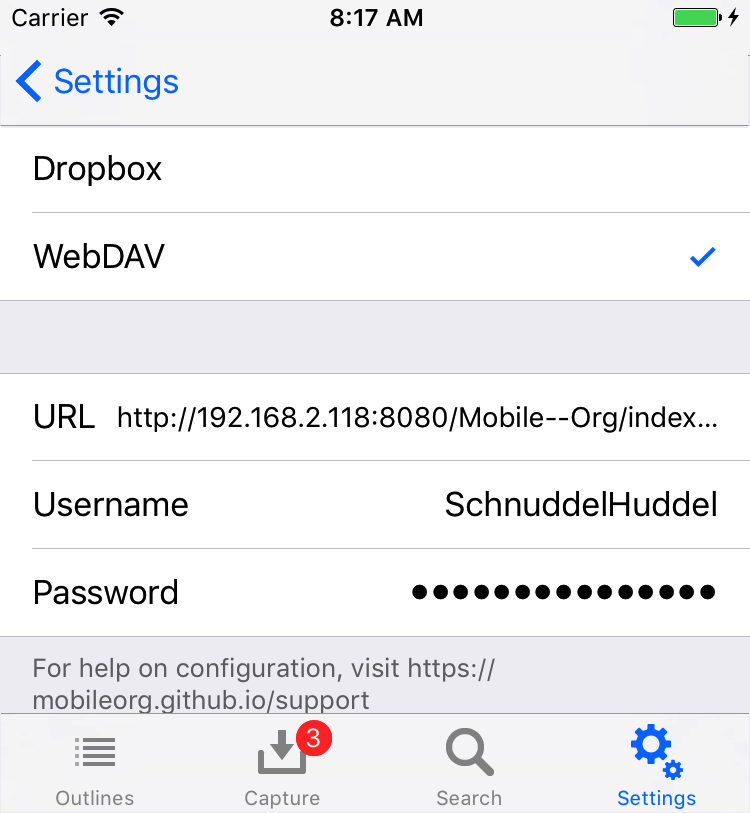 Carrier 8:17 AM
Settings
Dropbox
WebDAV
URL http://192.168.2.118:8080/Mobile--Org/index...
Username SchnuddelHuddel
Password ●●●●●●●●●●●●●●●
For help on configuration, visit https://
mobileorg.github.io/support
3
Outlines Capture Search Settings